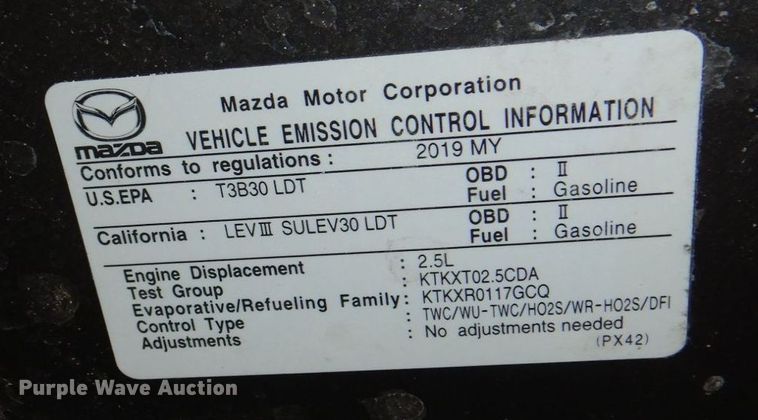 Mazda Motor Corporation
mazda VEHICLE EMISSION CONTROL INFORMATION
Conforms to regulations : 2019 MY
U.S.EPA : T3B30 LDT OBD : II
Fuel : Gasoline
California : LEVIII SULEV30 LDT OBD : II
Fuel : Gasoline
Engine Displacement : 2.5L
Test Group : KTKXT02.5CDA
Evaporative/Refueling Family: KTKXR0117GCQ
Control Type : TWC/WU-TWC/HO2S/WR-HO2S/DFI
Adjustments : No adjustments needed
(PX42)
Purple Wave Auction